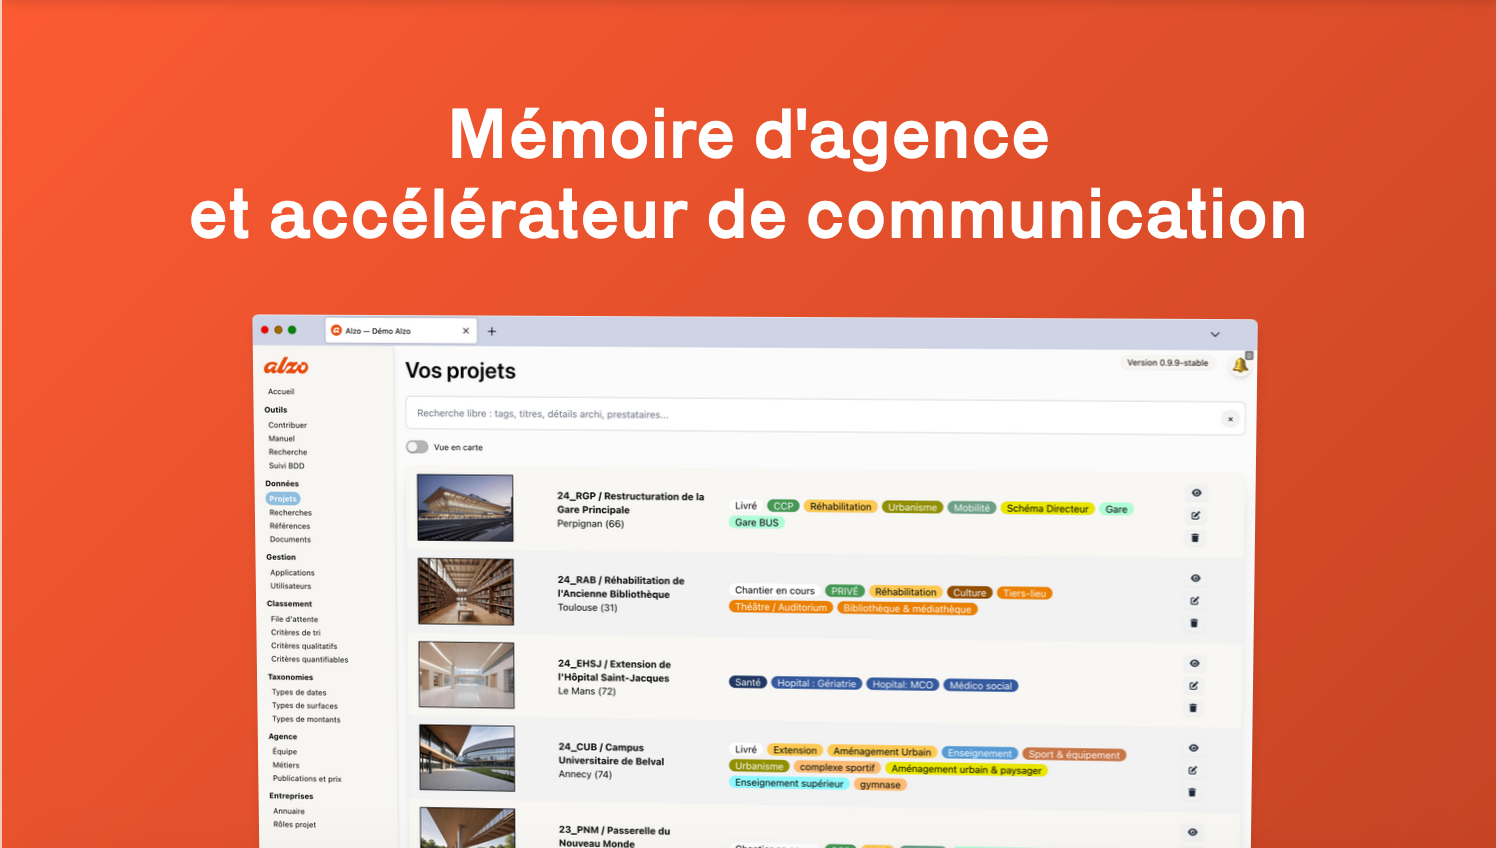 Mémoire d'agence
et accélérateur de communication
Alzo — Démo Alzo
alzo
Accueil
Outils
Contribuer
Manuel
Recherche
Suivi BDD
Données
Projets
Recherches
Références
Documents
Gestion
Applications
Utilisateurs
Classement
File d'attente
Critères de tri
Critères qualitatifs
Critères quantifiables
Taxonomies
Types de dates
Types de surfaces
Types de montants
Agence
Équipe
Métiers
Publications et prix
Entreprises
Annuaire
Rôles projet
Vos projets
Version 0.9.9-stable
0
Recherche libre : tags, titres, détails archi, prestataires...
Vue en carte
24_RGP / Restructuration de la
Gare Principale
Perpignan (66)
Livré CCP Réhabilitation Urbanisme Mobilité Schéma Directeur Gare
Gare BUS
24_RAB / Réhabilitation de
l'Ancienne Bibliothèque
Toulouse (31)
Chantier en cours PRIVÉ Réhabilitation Culture Tiers-lieu
Théâtre / Auditorium Bibliothèque & médiathèque
24_EHSJ / Extension de
l'Hôpital Saint-Jacques
Le Mans (72)
Santé Hopital : Gériatrie Hopital: MCO Médico social
24_CUB / Campus
Universitaire de Belval
Annecy (74)
Livré Extension Aménagement Urbain Enseignement Sport & équipement
Urbanisme complexe sportif Aménagement urbain & paysager
Enseignement supérieur gymnase
23_PNM / Passerelle du
Nouveau Monde